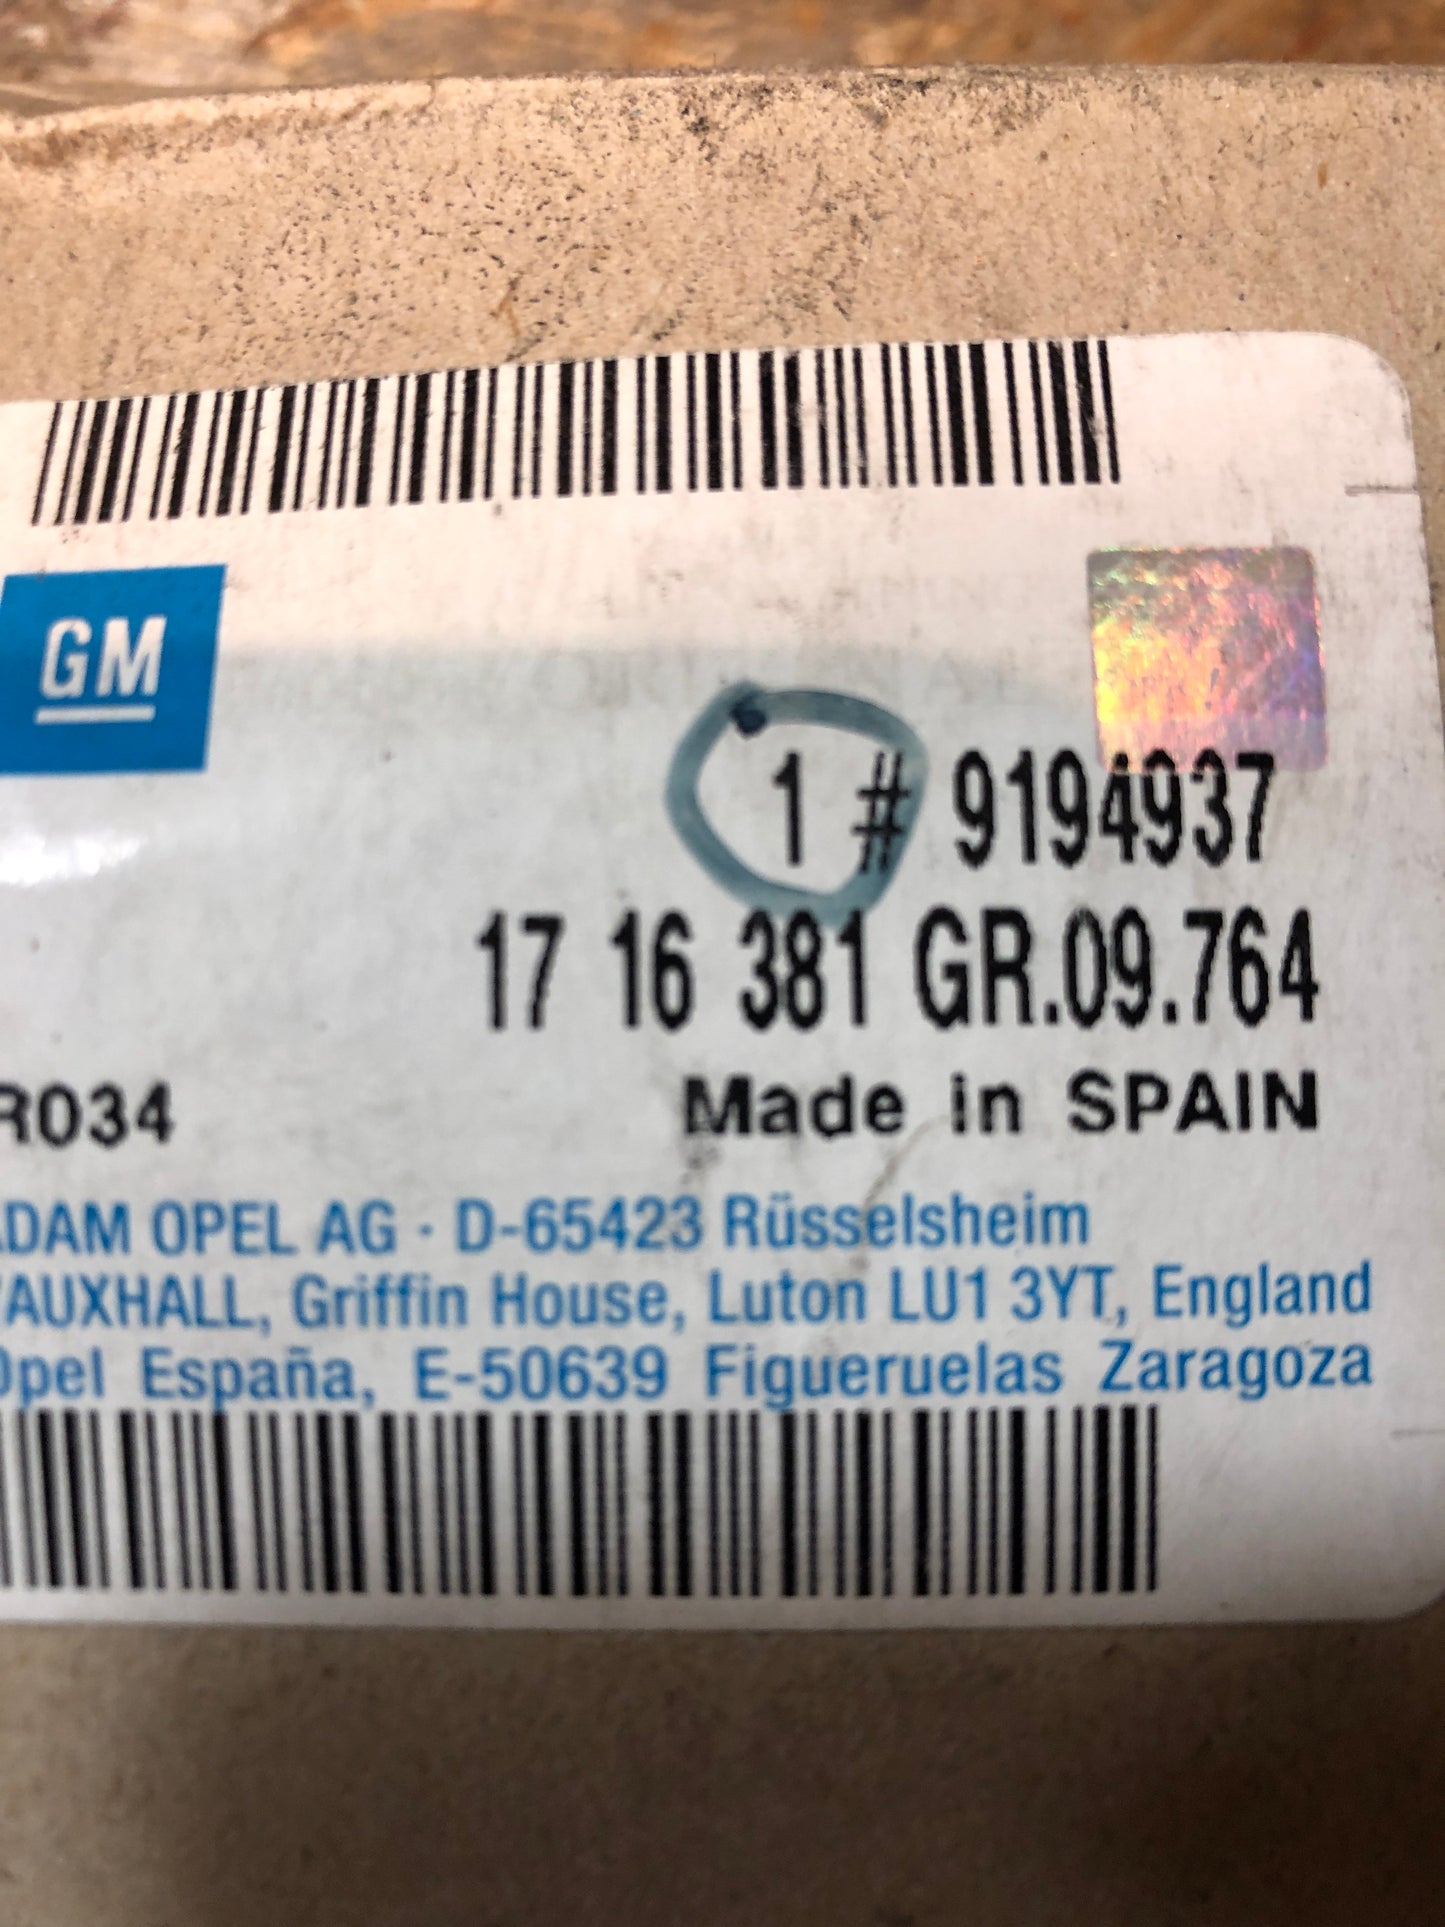 GM
1 # 9194937
17 16 381 GR.09.764
R034
Made in SPAIN
ADAM OPEL AG · D-65423 Rüsselsheim
VAUXHALL, Griffin House, Luton LU1 3YT, England
Opel España, E-50639 Figueruelas Zaragoza